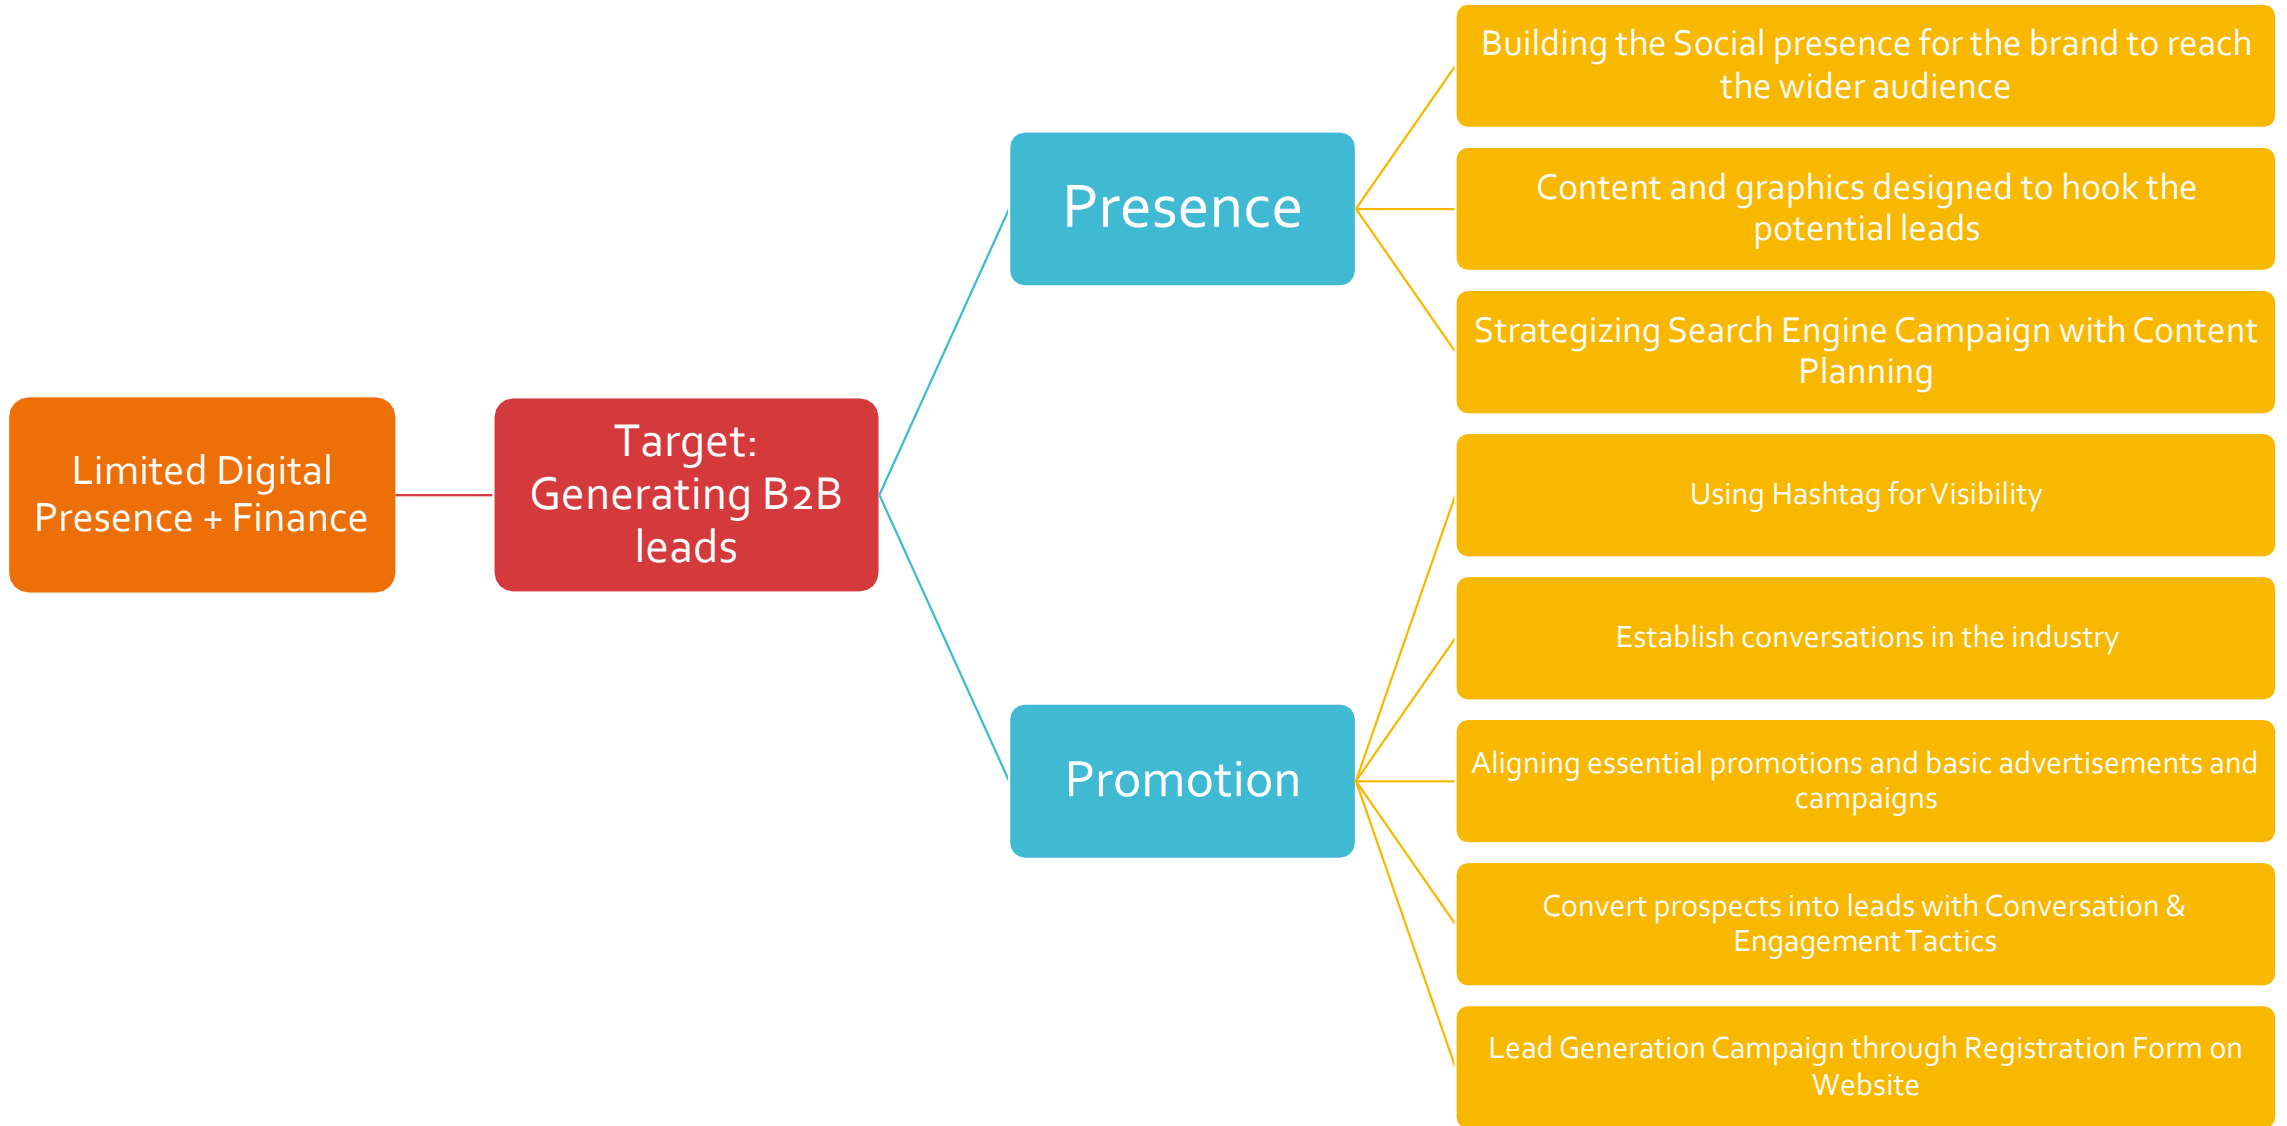 Limited Digital
Presence + Finance
Target:
Generating B2B
leads
Presence
Building the Social presence for the brand to reach
the wider audience
Content and graphics designed to hook the
potential leads
Strategizing Search Engine Campaign with Content
Planning
Promotion
Using Hashtag for Visibility
Establish conversations in the industry
Aligning essential promotions and basic advertisements and
campaigns
Convert prospects into leads with Conversation &
Engagement Tactics
Lead Generation Campaign through Registration Form on
Website